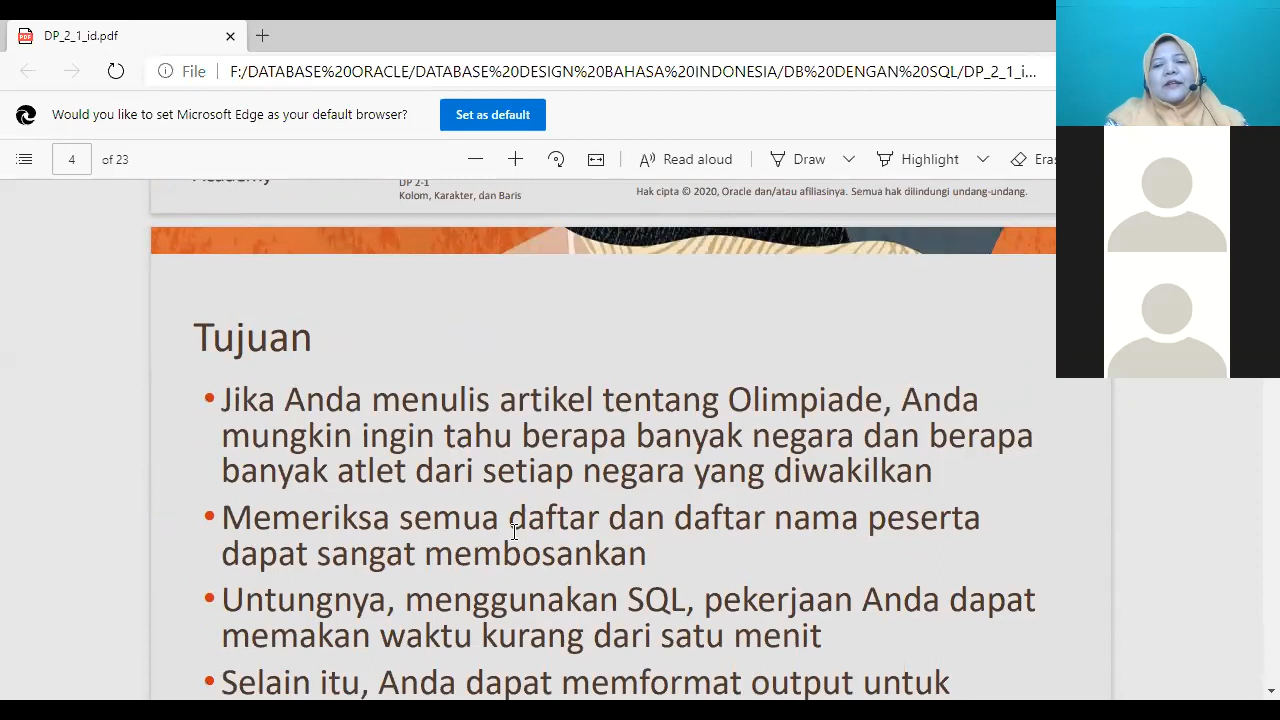 DP_2_1_id.pdf
File
F:/DATABASE%20ORACLE/DATABASE%20DESIGN%20BAHASA%20INDONESIA/DB%20DENGAN%20SQL/DP_2_1_i...
Would you like to set Microsoft Edge as your default browser?
Set as default
4 of 23
Read aloud
Draw
Highlight
Eras
Academy
DP 2-1
Kolom, Karakter, dan Baris
Hak cipta © 2020, Oracle dan/atau afiliasinya. Semua hak dilindungi undang-undang.
Tujuan
•Jika Anda menulis artikel tentang Olimpiade, Anda
mungkin ingin tahu berapa banyak negara dan berapa
banyak atlet dari setiap negara yang diwakilkan
•Memeriksa semua daftar dan daftar nama peserta
dapat sangat membosankan
•Untungnya, menggunakan SQL, pekerjaan Anda dapat
memakan waktu kurang dari satu menit
•Selain itu, Anda dapat memformat output untuk